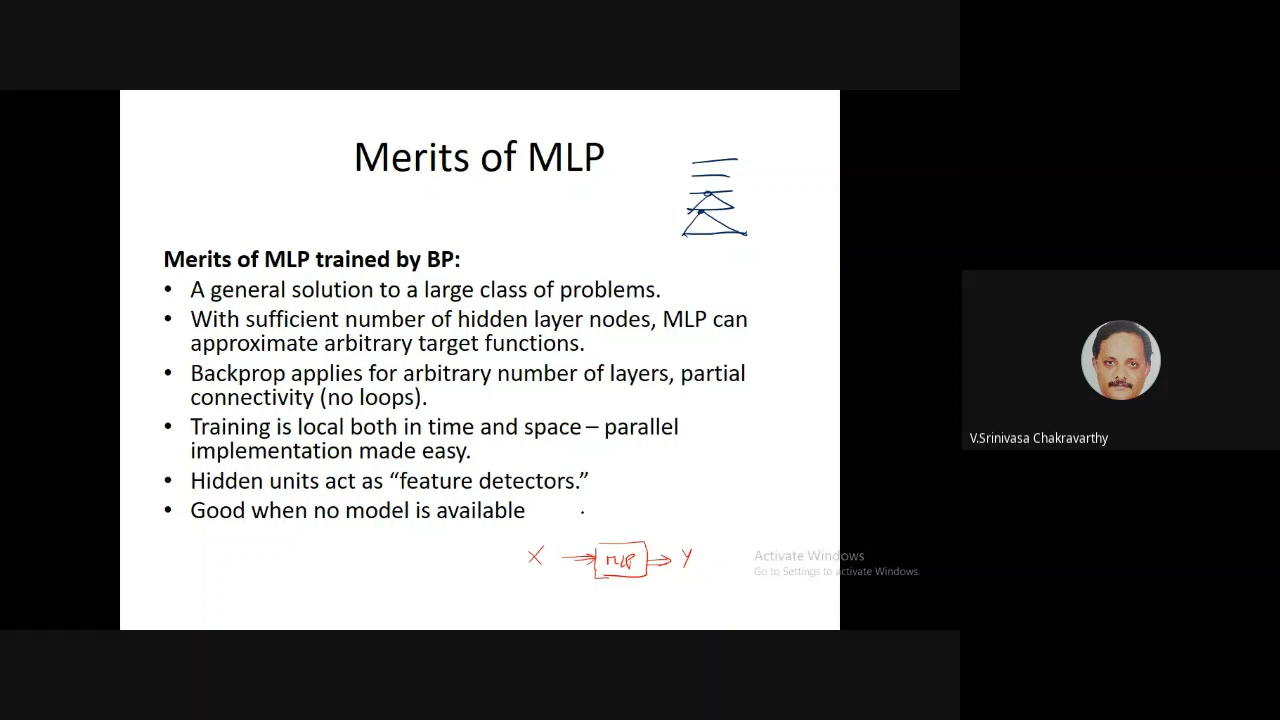 Merits of MLP
Merits of MLP trained by BP:
• A general solution to a large class of problems.
• With sufficient number of hidden layer nodes, MLP can
approximate arbitrary target functions.
• Backprop applies for arbitrary number of layers, partial
connectivity (no loops).
• Training is local both in time and space – parallel
implementation made easy.
• Hidden units act as “feature detectors.”
• Good when no model is available
X MLP Y
Activate Windows
Go to Settings to activate Windows.
V.Srinivasa Chakravarthy